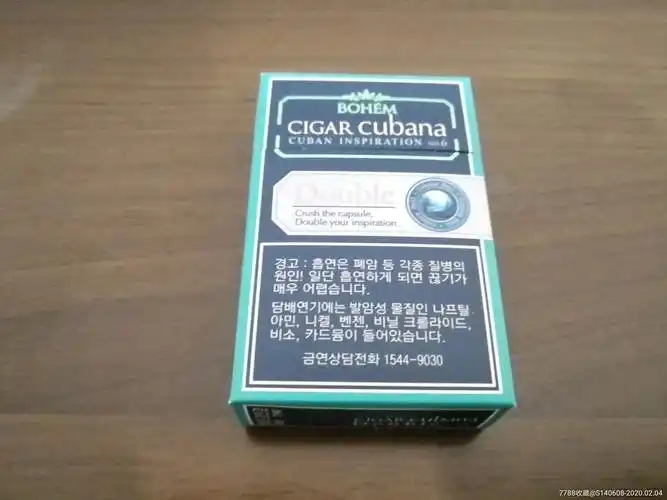 BOHÉM
CIGAR cubana
CUBAN INSPIRATION NO.6
Double
Crush the capsule,
Double your inspiration
경고 : 흡연은 폐암 등 각종 질병의
원인! 일단 흡연하게 되면 끊기가
매우 어렵습니다.
담배연기에는 발암성 물질인 나프틸
아민, 니켈, 벤젠, 비닐 크롤라이드,
비소, 카드뮴이 들어있습니다.
금연상담전화 1544-9030
CIGAR cubana
7788收藏@S140608-2020.02.04